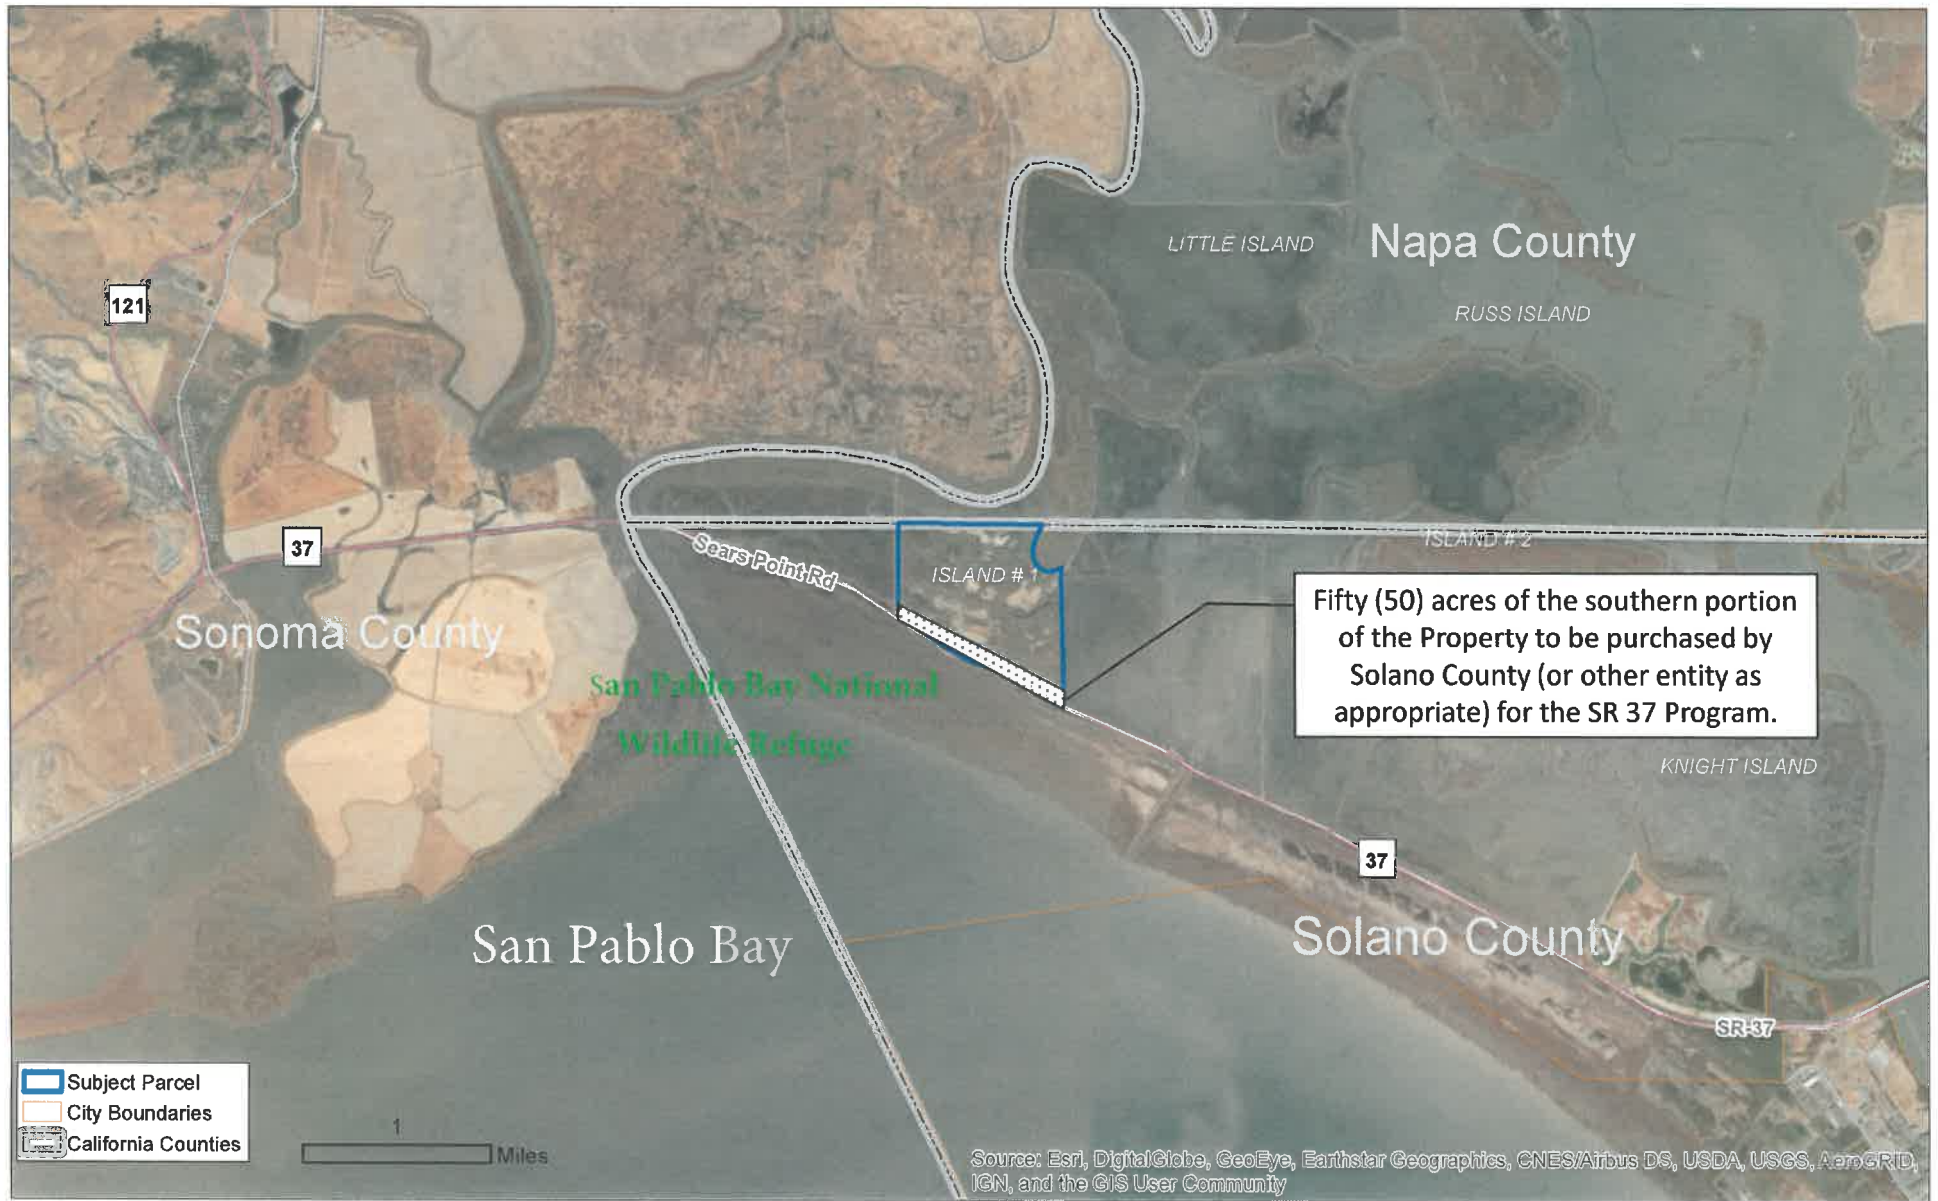 LITTLE ISLAND
Napa County
121
RUSS ISLAND
37
Sears Point Rd
ISLAND # 1
ISLAND # 2
Fifty (50) acres of the southern portion
of the Property to be purchased by
Solano County (or other entity as
appropriate) for the SR 37 Program.
Sonoma County
San Pablo Bay National
Wildlife Refuge
KNIGHT ISLAND
37
San Pablo Bay
Solano County
SR-37
Subject Parcel
City Boundaries
California Counties
1
Miles
Source: Esri, DigitalGlobe, GeoEye, Earthstar Geographics, CNES/Airbus DS, USDA, USGS, AeroGRID,
IGN, and the GIS User Community